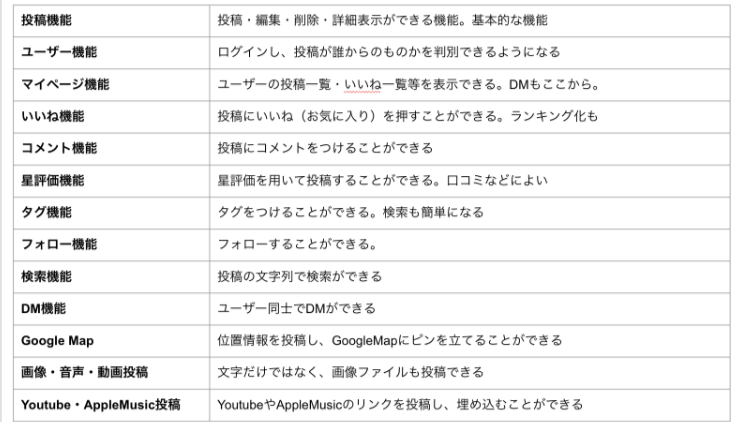 投稿機能 投稿・編集・削除・詳細表示ができる機能。基本的な機能
ユーザー機能 ログインし、投稿が誰からのものかを判別できるようになる
マイページ機能 ユーザーの投稿一覧・いいね一覧等を表示できる。DMもここから。
いいね機能 投稿にいいね（お気に入り）を押すことができる。ランキング化も
コメント機能 投稿にコメントをつけることができる
星評価機能 星評価を用いて投稿することができる。口コミなどによい
タグ機能 タグをつけることができる。検索も簡単になる
フォロー機能 フォローすることができる。
検索機能 投稿の文字列で検索ができる
DM機能 ユーザー同士でDMができる
Google Map 位置情報を投稿し、GoogleMapにピンを立てることができる
画像・音声・動画投稿 文字だけではなく、画像ファイルも投稿できる
Youtube・AppleMusic投稿 YoutubeやAppleMusicのリンクを投稿し、埋め込むことができる